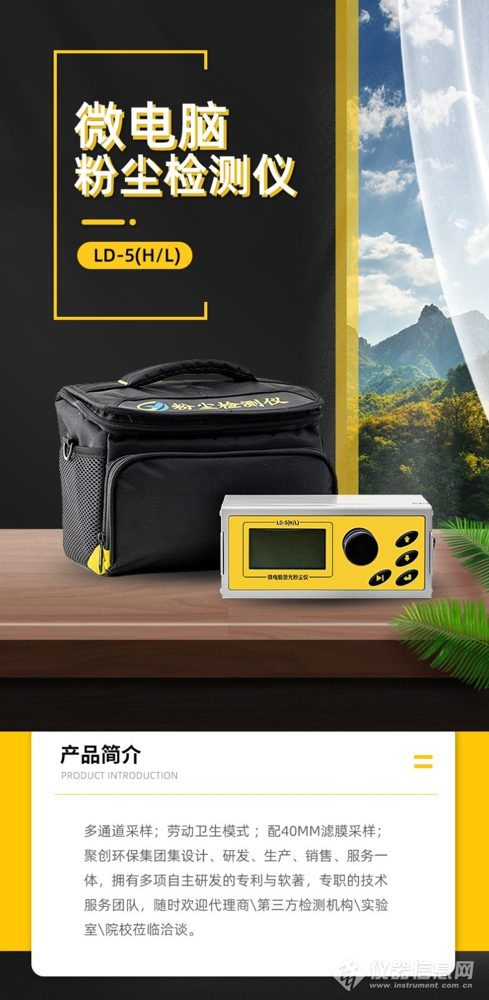 微电脑
粉尘检测仪
LD-5(H/L)
粉尘检测仪
LD-5(H/L)
微电脑激光粉尘仪
产品简介
PRODUCT INTRODUCTION
多通道采样；劳动卫生模式 ；配40MM滤膜采样；
聚创环保集团集设计、研发、生产、销售、服务一
体，拥有多项自主研发的专利与软著，专职的技术
服务团队，随时欢迎代理商\第三方检测机构\实验
室\院校莅临洽谈。
仪器信息网
www.instrument.com.cn